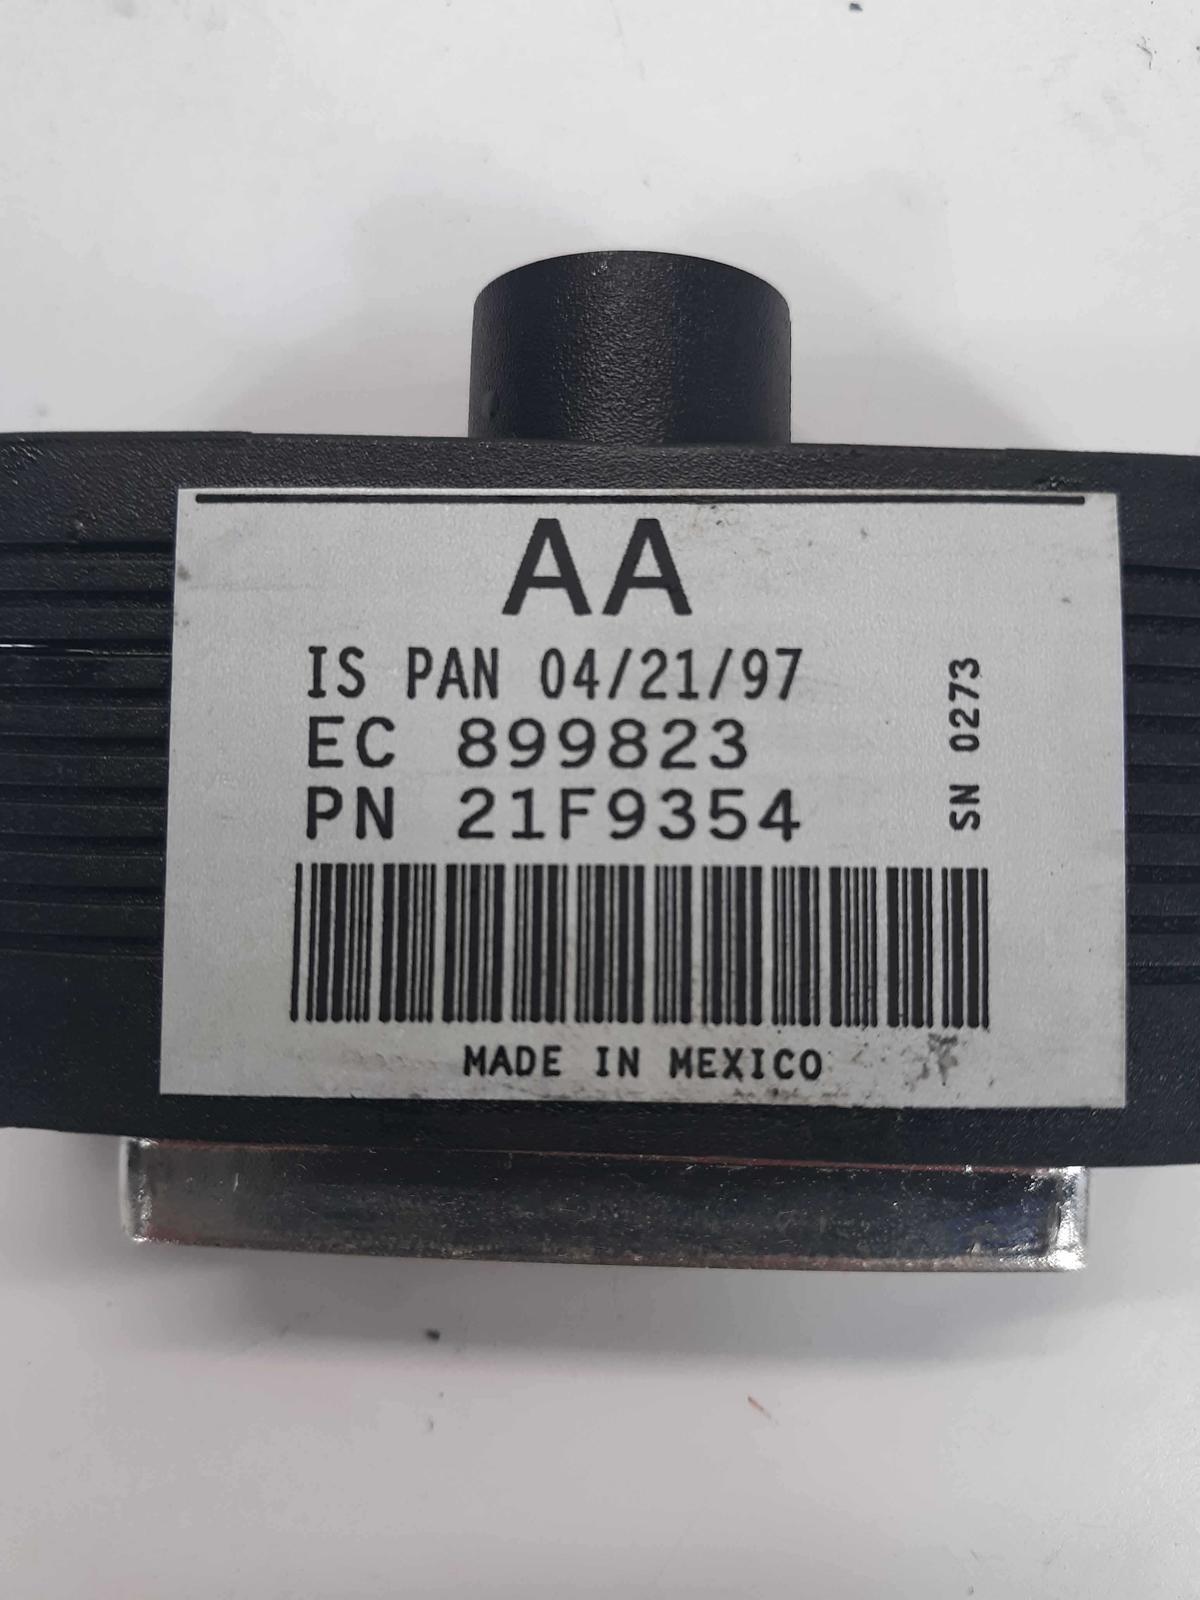 AA
IS PAN 04/21/97
EC 899823
PN 21F9354
SN 0273
MADE IN MEXICO